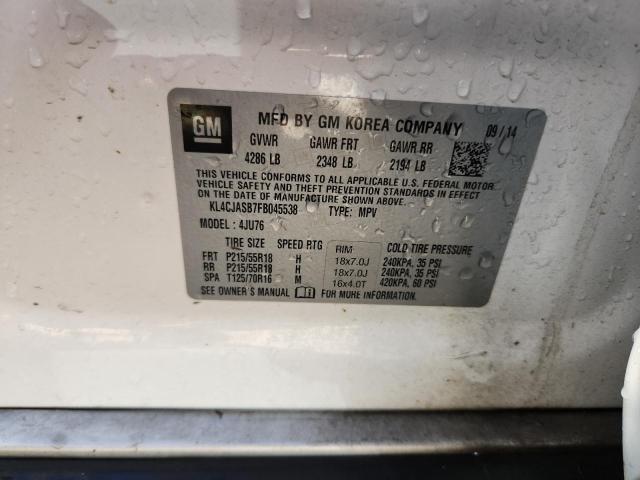 GM MFD BY GM KOREA COMPANY 09/14
GVWR GAWR FRT GAWR RR
4286 LB 2348 LB 2194 LB
THIS VEHICLE CONFORMS TO ALL APPLICABLE U.S. FEDERAL MOTOR
VEHICLE SAFETY AND THEFT PREVENTION STANDARDS IN EFFECT
ON THE DATE OF MANUFACTURE SHOWN ABOVE.
KL4CJASB7FB045538 TYPE: MPV
MODEL : 4JU76
TIRE SIZE SPEED RTG RIM COLD TIRE PRESSURE
FRT P215/55R18 H 18x7.0J 240KPA, 35 PSI
RR P215/55R18 H 18x7.0J 240KPA, 35 PSI
SPA T125/70R16 M 16x4.0T 420KPA, 60 PSI
SEE OWNER'S MANUAL FOR MORE INFORMATION.